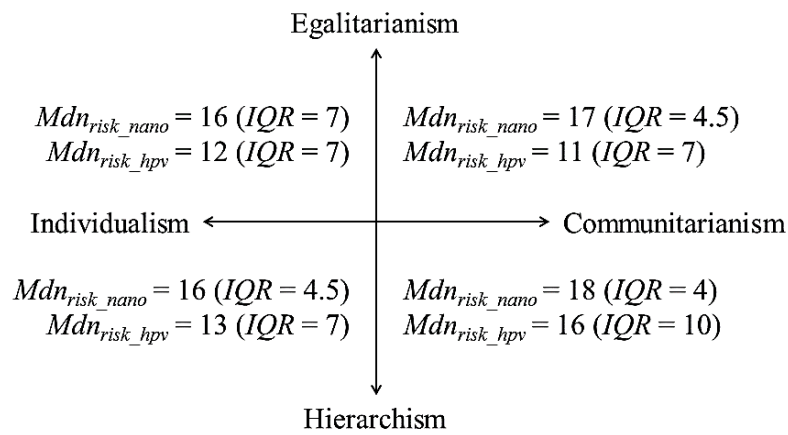 Egalitarianism
Mdnrisk_nano = 16 (IQR = 7)
Mdnrisk_hpv = 12 (IQR = 7)
Mdnrisk_nano = 17 (IQR = 4.5)
Mdnrisk_hpv = 11 (IQR = 7)
Individualism
Communitarianism
Mdnrisk_nano = 16 (IQR = 4.5)
Mdnrisk_hpv = 13 (IQR = 7)
Mdnrisk_nano = 18 (IQR = 4)
Mdnrisk_hpv = 16 (IQR = 10)
Hierarchism